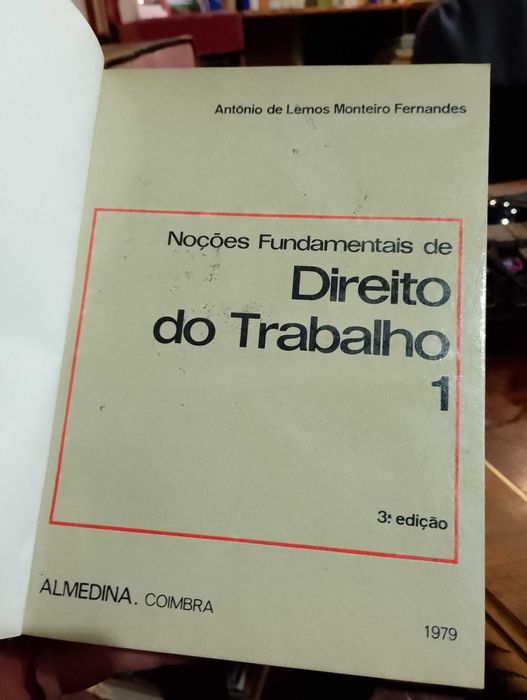 António de Lemos Monteiro Fernandes
Noções Fundamentais de
Direito
do Trabalho
1
3.ª edição
ALMEDINA. COIMBRA
1979